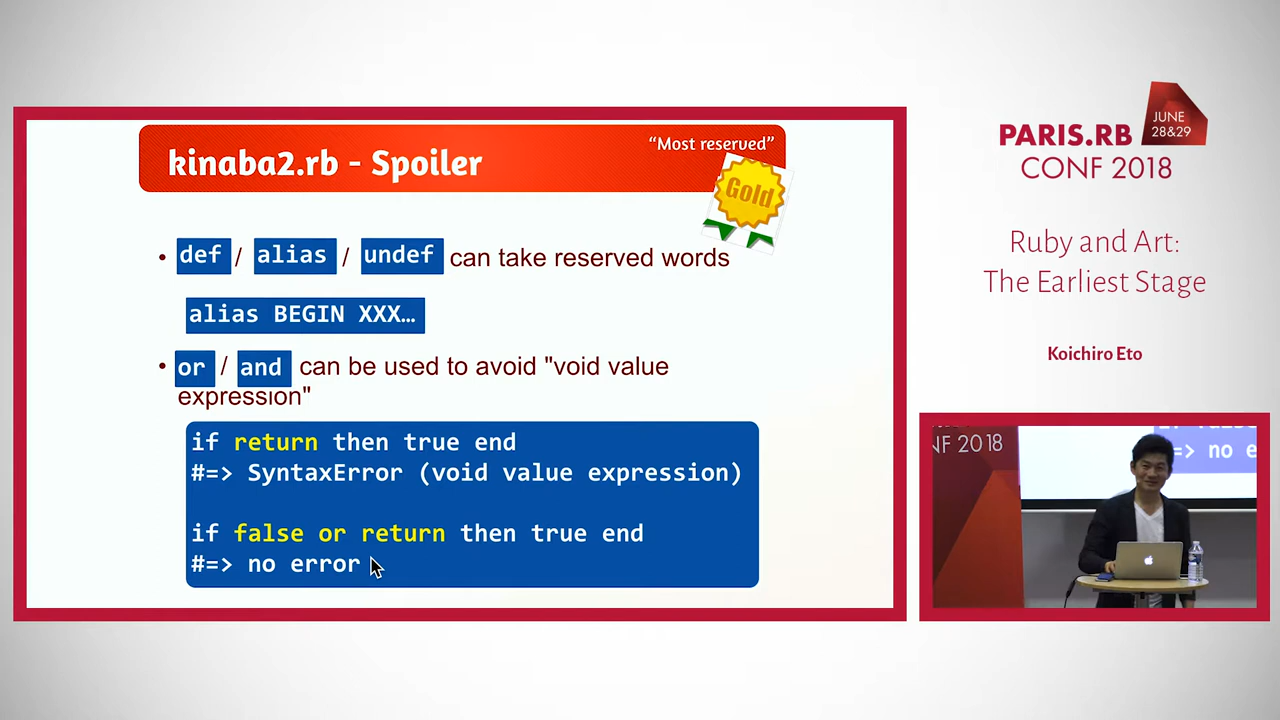 kinaba2.rb - Spoiler
“Most reserved”
Gold
• def / alias / undef can take reserved words
alias BEGIN XXX…
• or / and can be used to avoid "void value
expression"
if return then true end
#=> SyntaxError (void value expression)
if false or return then true end
#=> no error
PARIS.RB
CONF 2018
JUNE
28&29
Ruby and Art:
The Earliest Stage
Koichiro Eto
NF 2018
=> no e